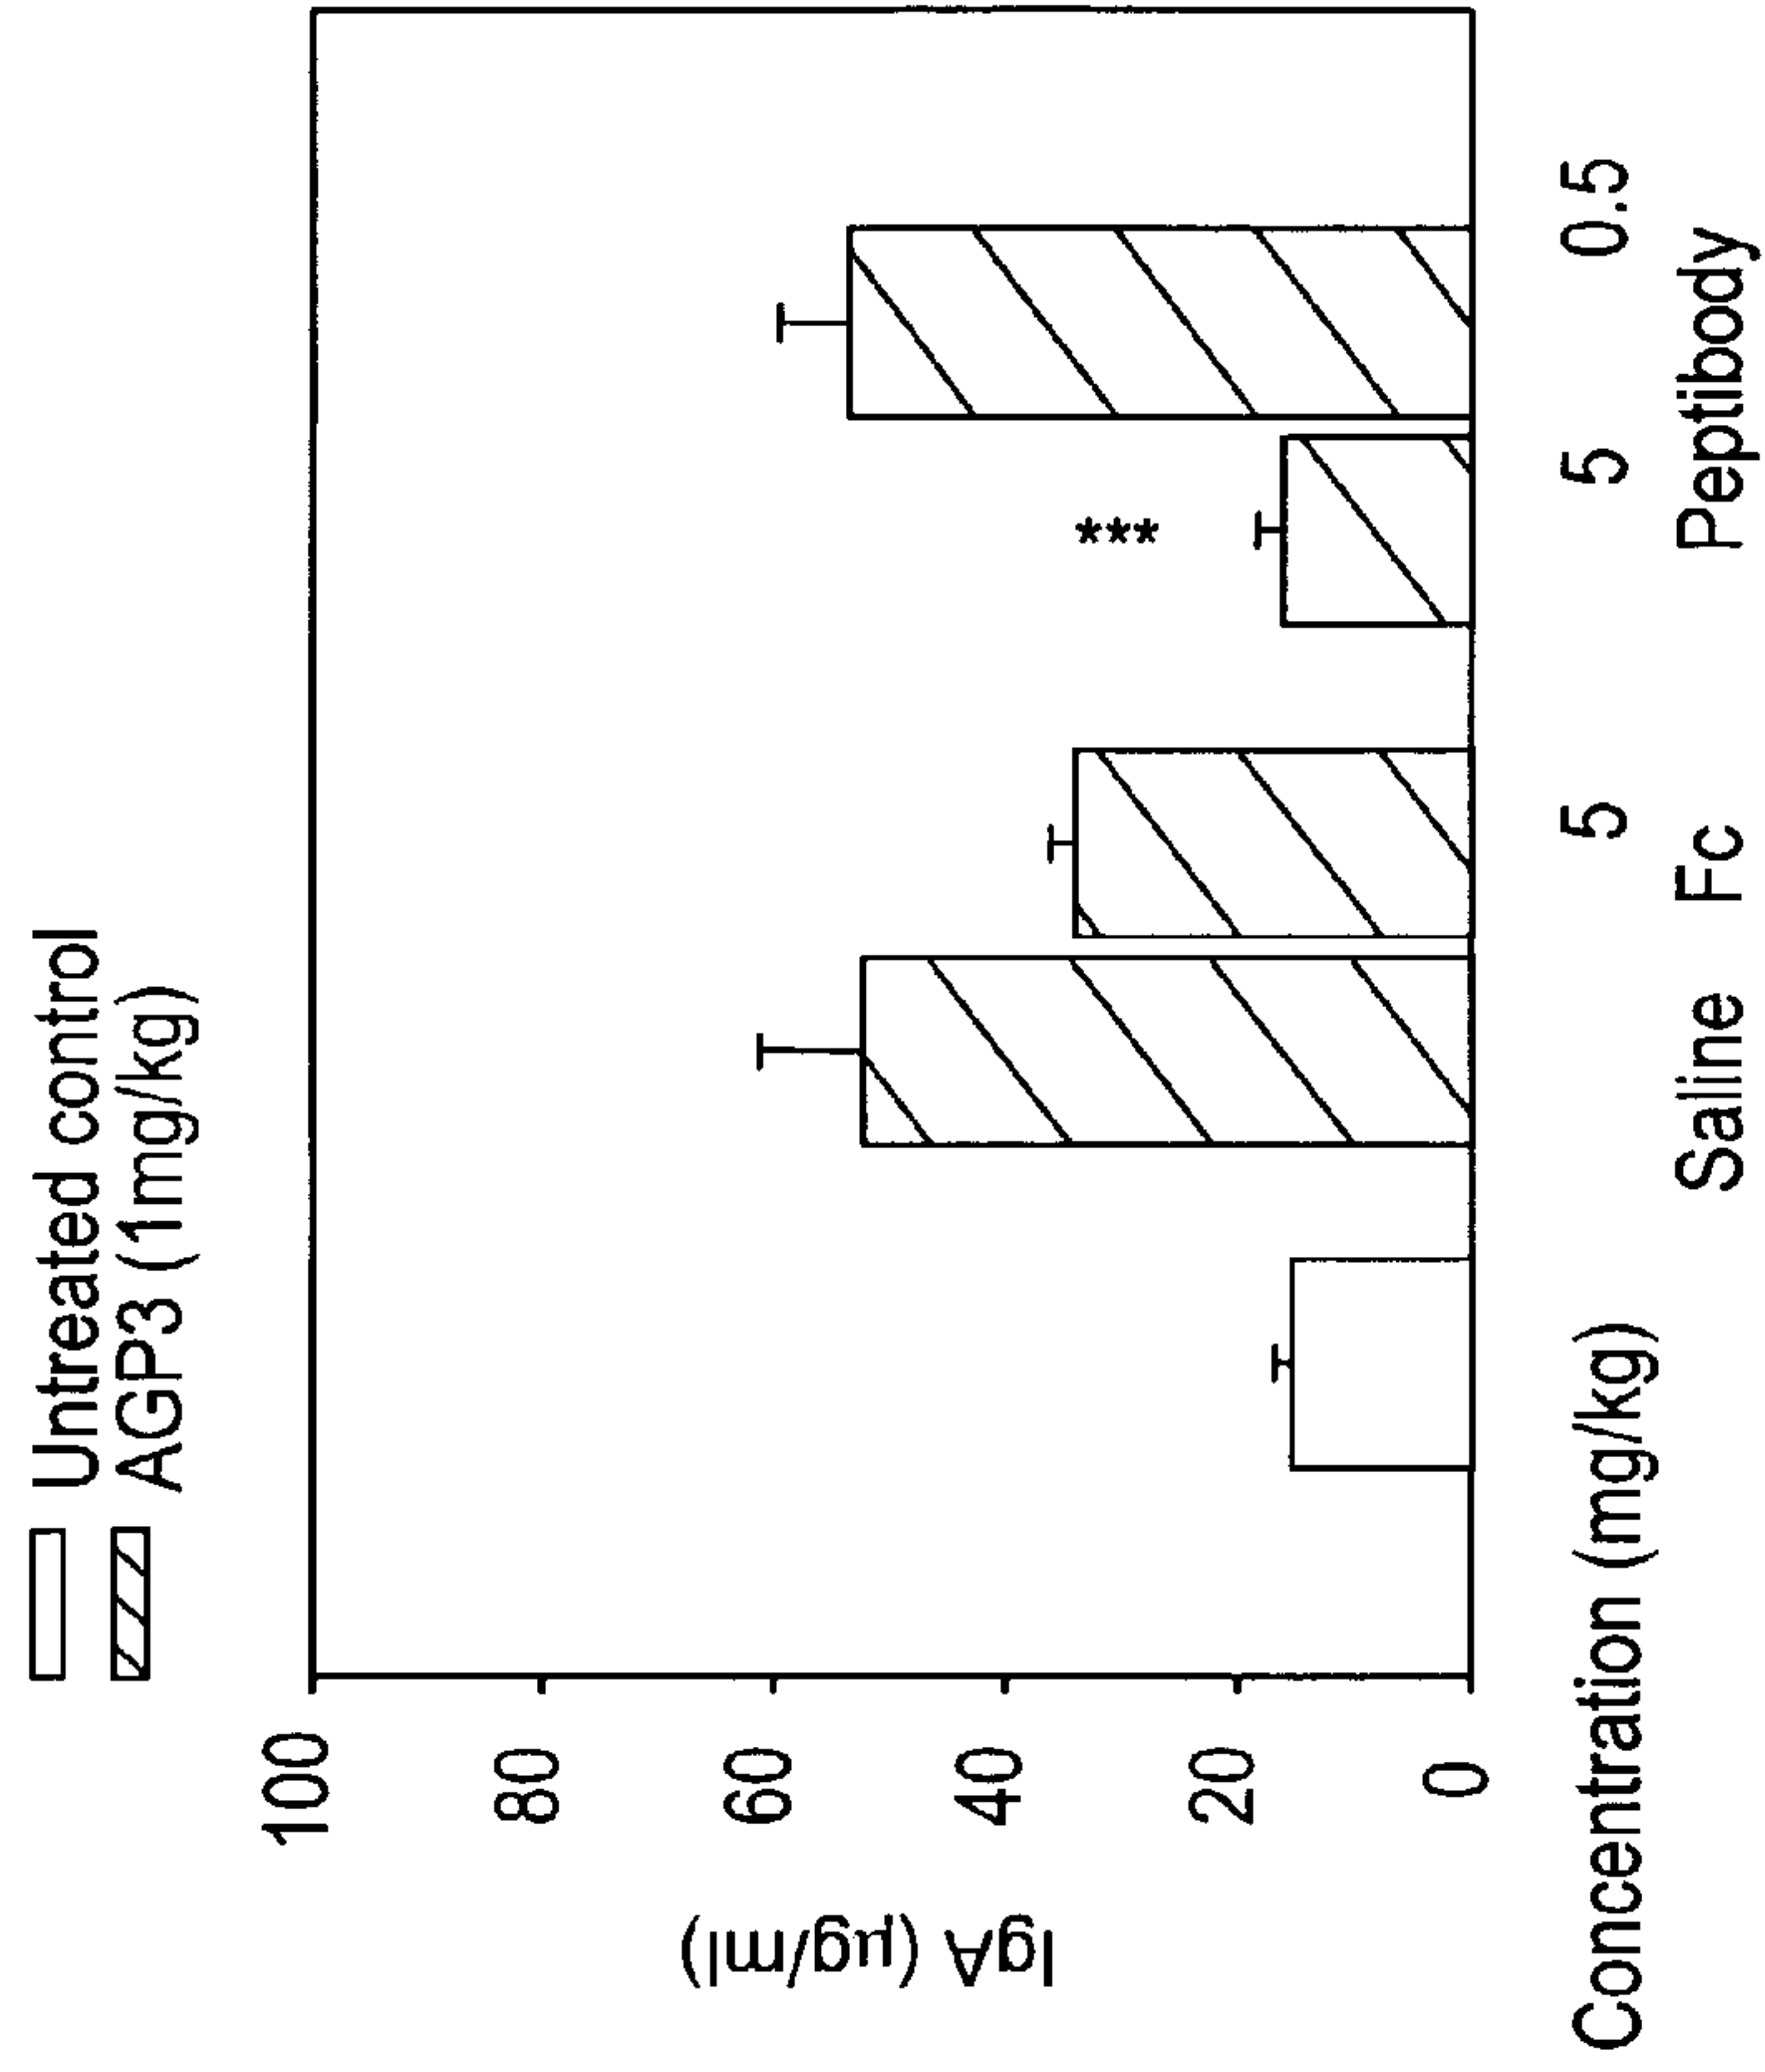 Untreated control
AGP3 (1mg/kg)
IgA (µg/ml)
100
80
60
40
20
0
***
Concentration (mg/kg) 5 5 0.5
Saline Fc Peptibody